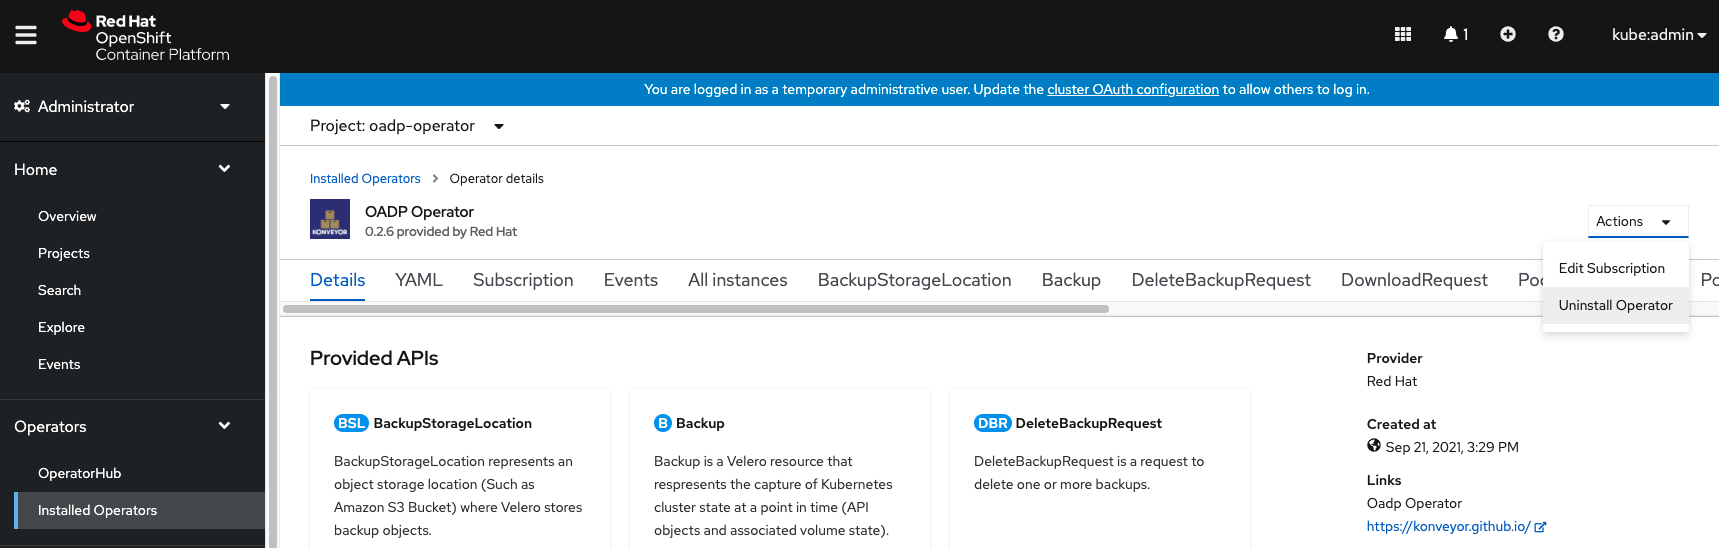 Red Hat
OpenShift
Container Platform
1
kube:admin
Administrator
Home
Overview
Projects
Search
Explore
Events
Operators
OperatorHub
Installed Operators
You are logged in as a temporary administrative user. Update the cluster OAuth configuration to allow others to log in.
Project: oadp-operator
Installed Operators > Operator details
KONVEYOR
OADP Operator
0.2.6 provided by Red Hat
Actions
Edit Subscription
Uninstall Operator
Details YAML Subscription Events All instances BackupStorageLocation Backup DeleteBackupRequest DownloadRequest
Provided APIs
BSL BackupStorageLocation
BackupStorageLocation represents an
object storage location (Such as
Amazon S3 Bucket) where Velero stores
backup objects.
B Backup
Backup is a Velero resource that
respresents the capture of Kubernetes
cluster state at a point in time (API
objects and associated volume state).
DBR DeleteBackupRequest
DeleteBackupRequest is a request to
delete one or more backups.
Provider
Red Hat
Created at
Sep 21, 2021, 3:29 PM
Links
Oadp Operator
https://konveyor.github.io/